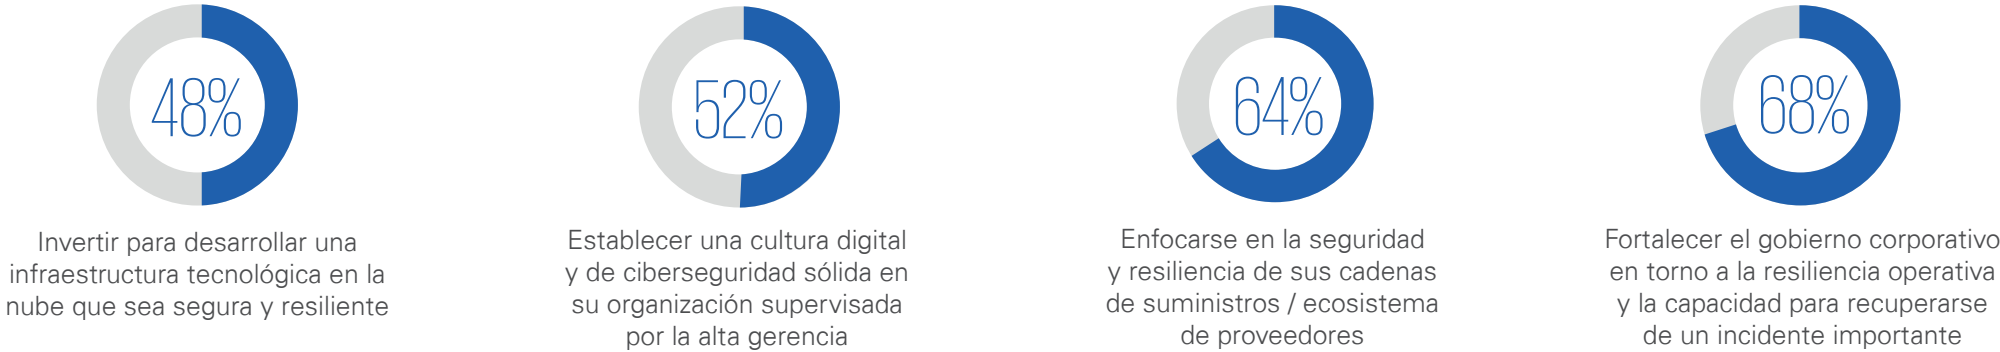 48%
Invertir para desarrollar una
infraestructura tecnológica en la
nube que sea segura y resiliente
52%
Establecer una cultura digital
y de ciberseguridad sólida en
su organización supervisada
por la alta gerencia
64%
Enfocarse en la seguridad
y resiliencia de sus cadenas
de suministros / ecosistema
de proveedores
68%
Fortalecer el gobierno corporativo
en torno a la resiliencia operativa
y la capacidad para recuperarse
de un incidente importante